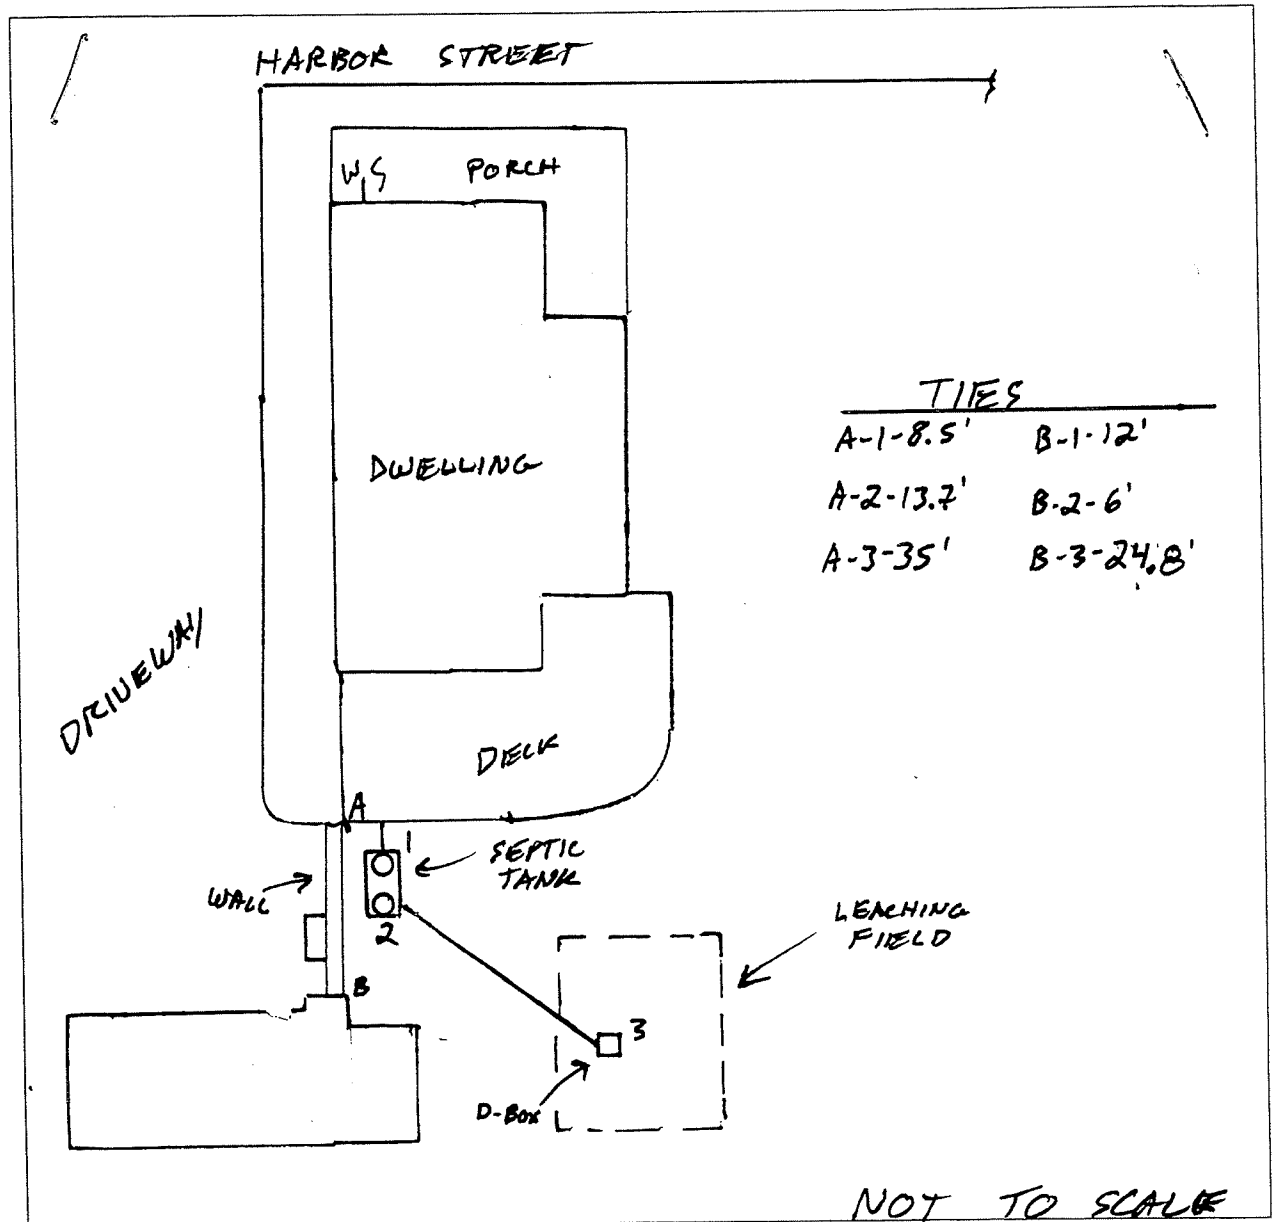 HARBOR STREET
W S PORCH
TIES
A-1-8.5' B-1-12'
DWELLING
A-2-13.7' B-2-6'
A-3-35' B-3-24.8'
DRIVEWAY
DECK
A
1
SEPTIC
TANK
WALL
2
LEACHING
FIELD
B
3
D-BOX
NOT TO SCALE